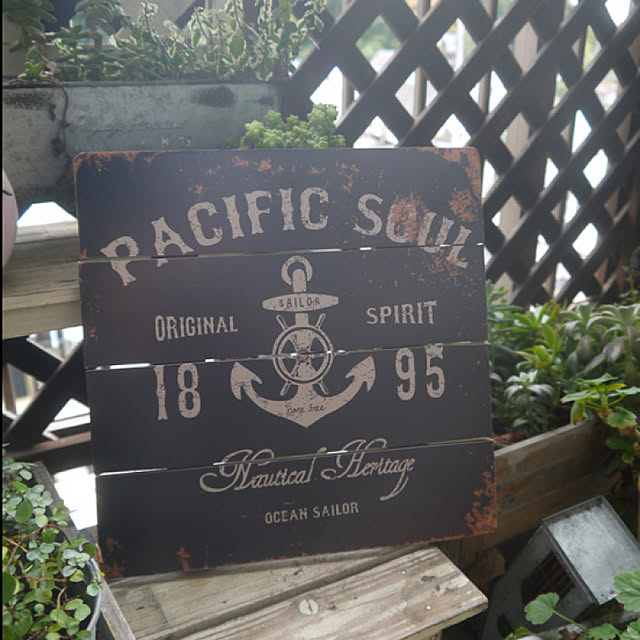 PACIFIC SOUL
SAILOR
ORIGINAL SPIRIT
18 95
Nautical Heritage
OCEAN SAILOR